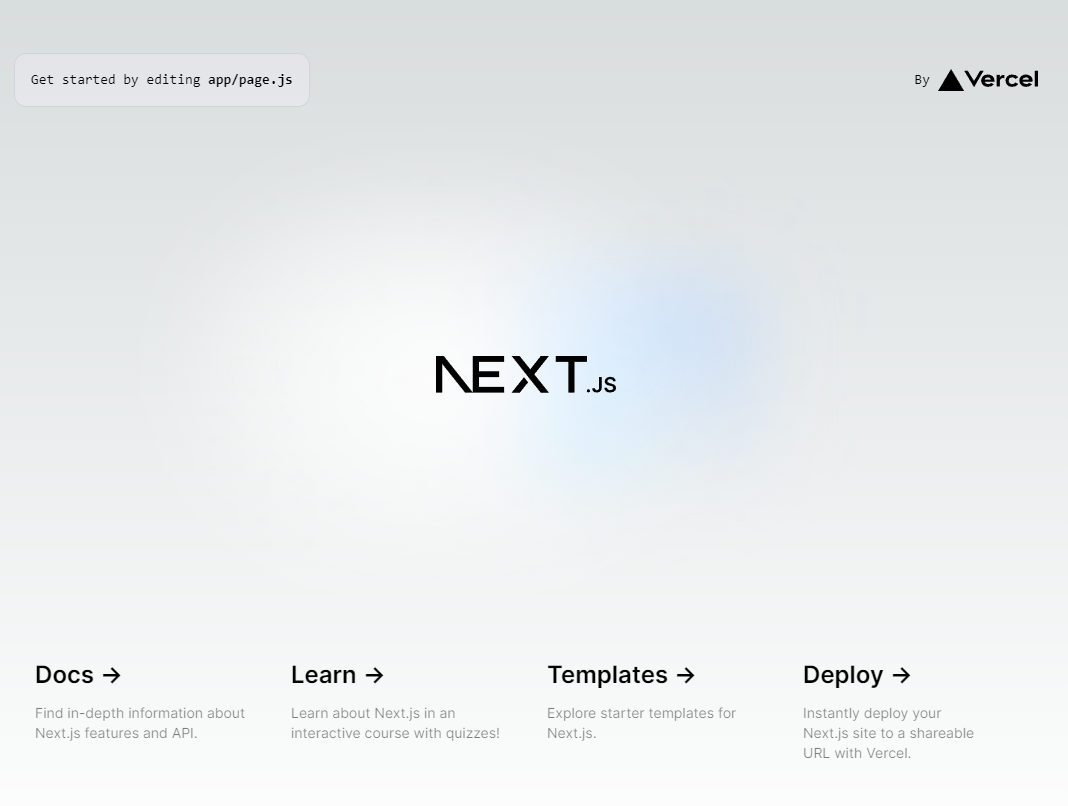 Get started by editing app/page.js
By Vercel
NEXT.JS
Docs →
Find in-depth information about
Next.js features and API.
Learn →
Learn about Next.js in an
interactive course with quizzes!
Templates →
Explore starter templates for
Next.js.
Deploy →
Instantly deploy your
Next.js site to a shareable
URL with Vercel.